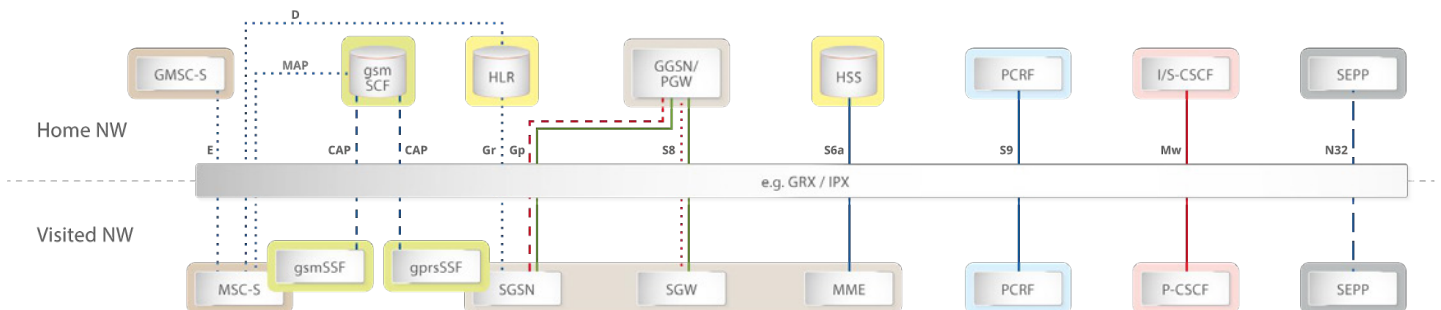 D
GMSC-S
MAP
gsm
SCF
HLR
GGSN/
PGW
HSS
PCRF
I/S-CSCF
SEPP
Home NW
E
CAP
CAP
Gr
Gp
S8
S6a
S9
Mw
N32
e.g. GRX / IPX
Visited NW
gsmSSF
gprsSSF
MSC-S
SGSN
SGW
MME
PCRF
P-CSCF
SEPP